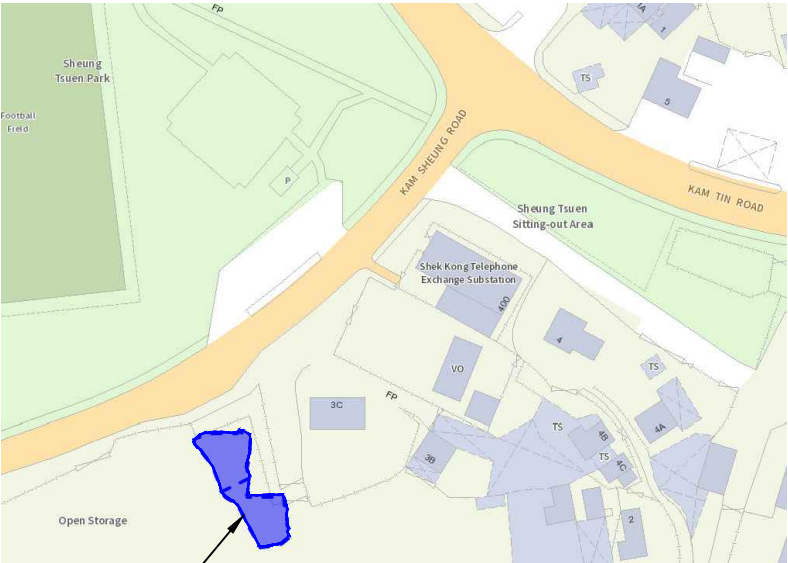 FP
1A
1
Sheung
Tsuen Park
TS
5
Football
Field
KAM SHEUNG ROAD
P
KAM TIN ROAD
Sheung Tsuen
Sitting-out Area
Shek Kong Telephone
Exchange Substation
400
4
VO
TS
FP
3C
TS
4B
4A
3B
TS
4C
Open Storage
2